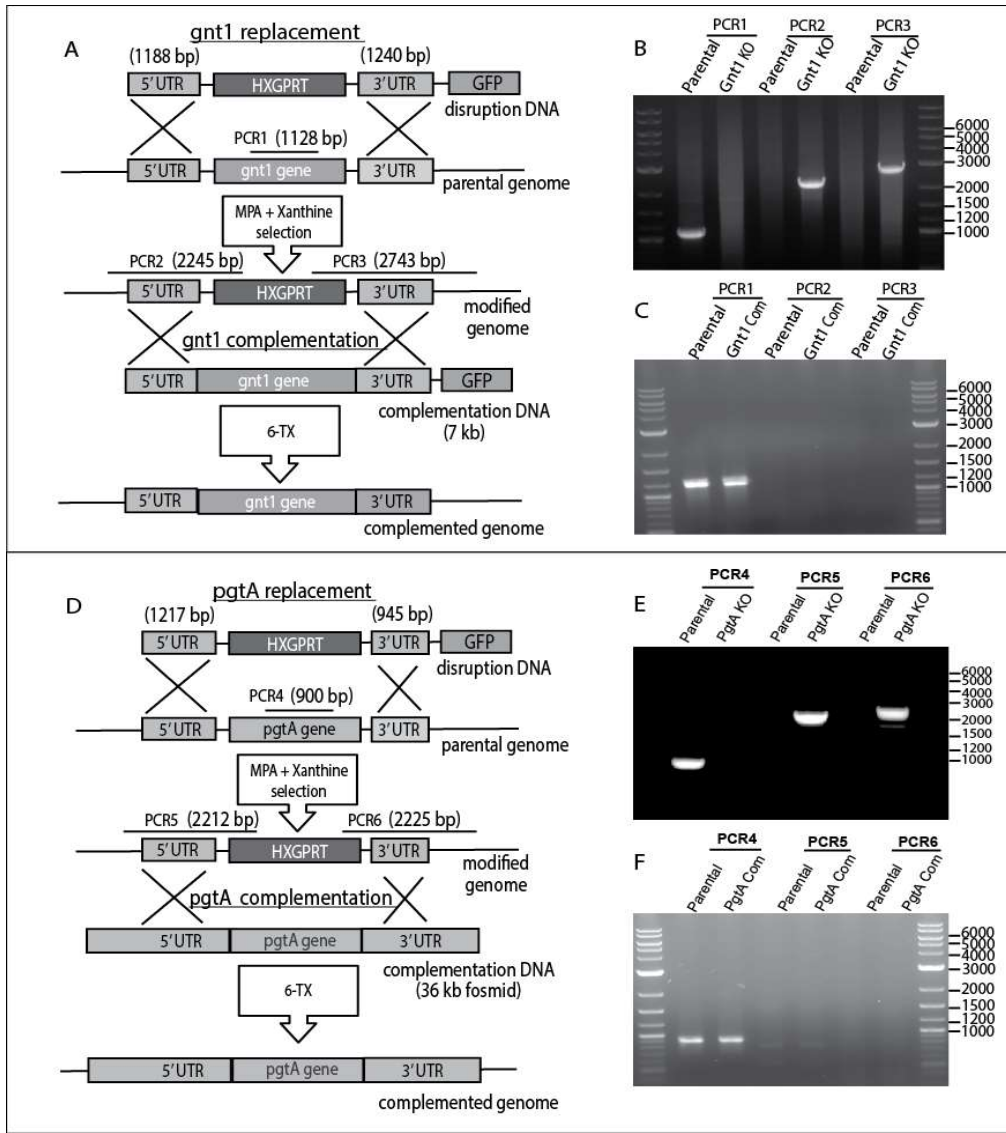 A
gnt1 replacement
(1188 bp)
(1240 bp)
5'UTR
HXGPRT
3'UTR
GFP
disruption DNA
PCR1 (1128 bp)
5'UTR
gnt1 gene
3'UTR
parental genome
MPA + Xanthine
selection
PCR2 (2245 bp)
PCR3 (2743 bp)
5'UTR
HXGPRT
3'UTR
modified
genome
gnt1 complementation
5'UTR
gnt1 gene
3'UTR
GFP
complementation DNA
(7 kb)
6-TX
5'UTR
gnt1 gene
3'UTR
complemented genome
B
PCR1
PCR2
PCR3
Parental
Gnt1 KO
Parental
Gnt1 KO
Parental
Gnt1 KO
6000
5000
4000
3000
2000
1500
1200
1000
C
PCR1
PCR2
PCR3
Parental
Gnt1 Com
Parental
Gnt1 Com
Parental
Gnt1 Com
6000
5000
4000
3000
2000
1500
1200
1000
D
pgtA replacement
(1217 bp)
(945 bp)
5'UTR
HXGPRT
3'UTR
GFP
disruption DNA
PCR4 (900 bp)
5'UTR
pgtA gene
3'UTR
parental genome
MPA + Xanthine
selection
PCR5 (2212 bp)
PCR6 (2225 bp)
5'UTR
HXGPRT
3'UTR
modified
genome
pgtA complementation
5'UTR
pgtA gene
3'UTR
complementation DNA
(36 kb fosmid)
6-TX
5'UTR
pgtA gene
3'UTR
complemented genome
E
PCR4
PCR5
PCR6
Parental
PgtA KO
Parental
PgtA KO
Parental
PgtA KO
6000
5000
4000
3000
2000
1500
1200
1000
F
PCR4
PCR5
PCR6
Parental
PgtA Com
Parental
PgtA Com
Parental
PgtA Com
6000
5000
4000
3000
2000
1500
1200
1000